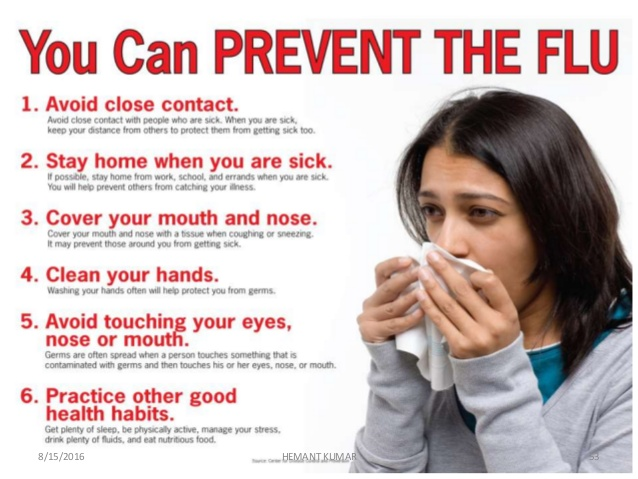 You Can PREVENT THE FLU
1. Avoid close contact.
Avoid close contact with people who are sick. When you are sick,
keep your distance from others to protect them from getting sick too.
2. Stay home when you are sick.
If possible, stay home from work, school, and errands when you are sick.
You will help prevent others from catching your illness.
3. Cover your mouth and nose.
Cover your mouth and nose with a tissue when coughing or sneezing.
It may prevent those around you from getting sick.
4. Clean your hands.
Washing your hands often will help protect you from germs.
5. Avoid touching your eyes,
nose or mouth.
Germs are often spread when a person touches something that is
contaminated with germs and then touches his or her eyes, nose, or mouth.
6. Practice other good
health habits.
Get plenty of sleep, be physically active, manage your stress,
drink plenty of fluids, and eat nutritious food.
Source: Center for
8/15/2016
HEMANT KUMAR
53